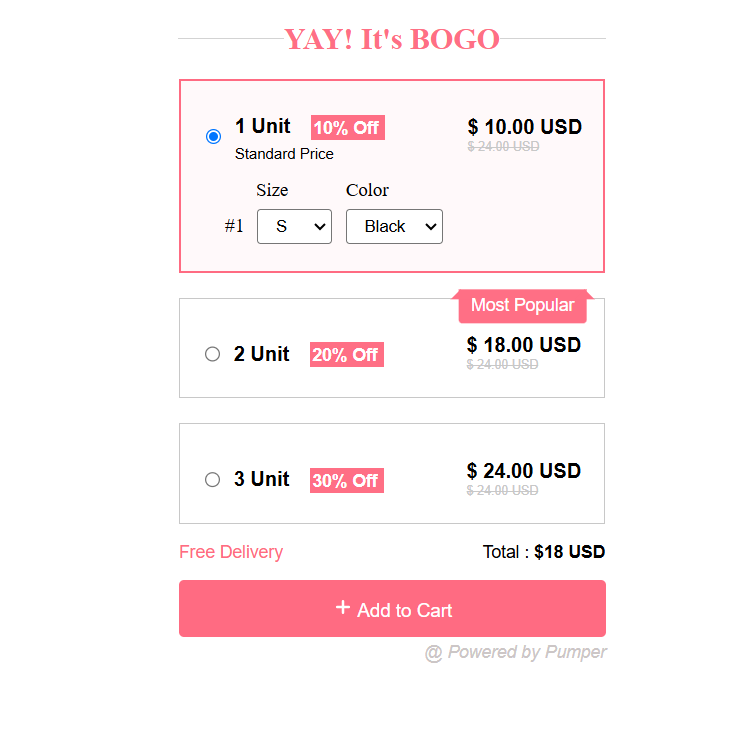 YAY! It's BOGO
1 Unit 10% Off $ 10.00 USD
Standard Price $ 24.00 USD
Size Color
#1 S Black
Most Popular
2 Unit 20% Off $ 18.00 USD
$ 24.00 USD
3 Unit 30% Off $ 24.00 USD
$ 24.00 USD
Free Delivery Total : $18 USD
+ Add to Cart
@ Powered by Pumper